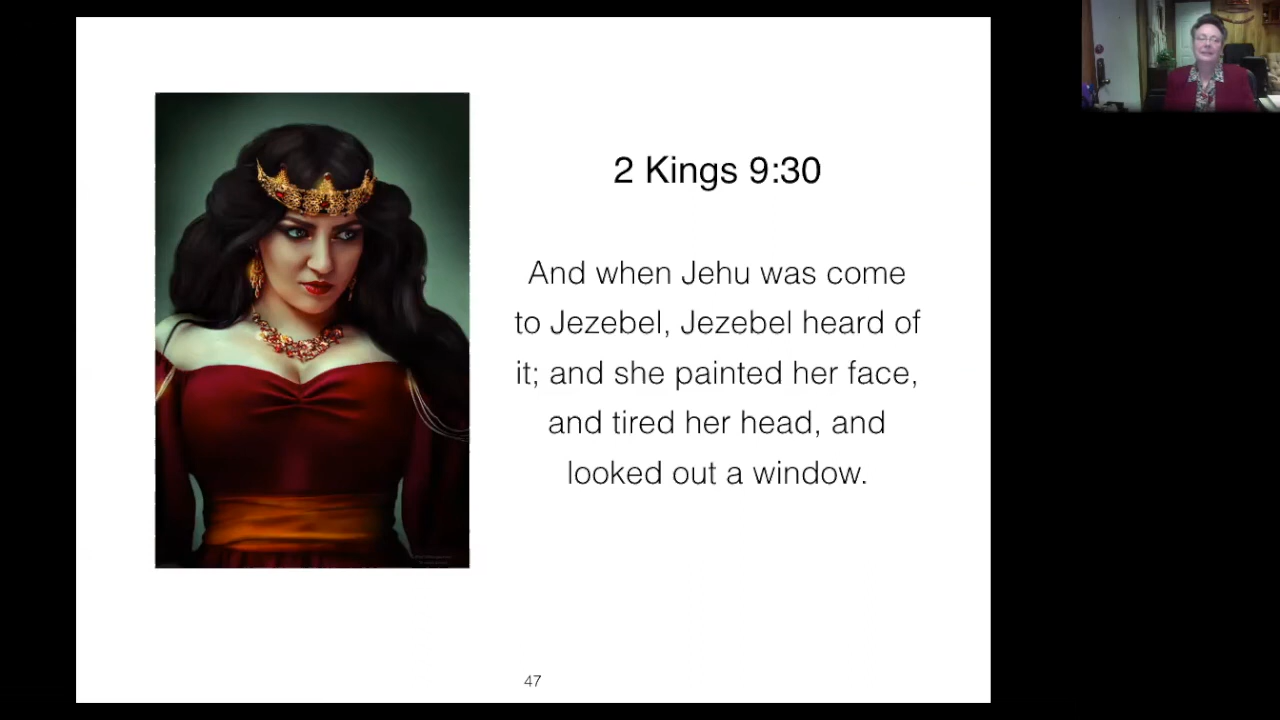 2 Kings 9:30
And when Jehu was come
to Jezebel, Jezebel heard of
it; and she painted her face,
and tired her head, and
looked out a window.
47